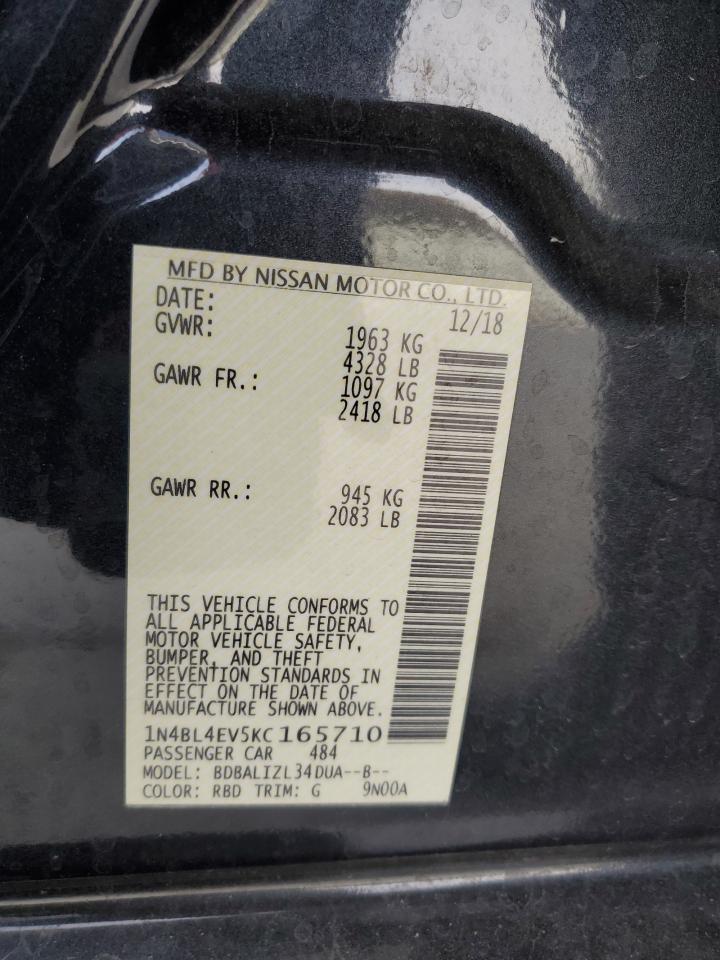 MFD BY NISSAN MOTOR CO., LTD.
DATE: 12/18
GVWR: 1963 KG
4328 LB
GAWR FR.: 1097 KG
2418 LB
GAWR RR.: 945 KG
2083 LB
THIS VEHICLE CONFORMS TO
ALL APPLICABLE FEDERAL
MOTOR VEHICLE SAFETY,
BUMPER, AND THEFT
PREVENTION STANDARDS IN
EFFECT ON THE DATE OF
MANUFACTURE SHOWN ABOVE.
1N4BL4EV5KC165710
PASSENGER CAR 484
MODEL: BDBALIZL34DUA--B--
COLOR: RBD TRIM: G 9N00A